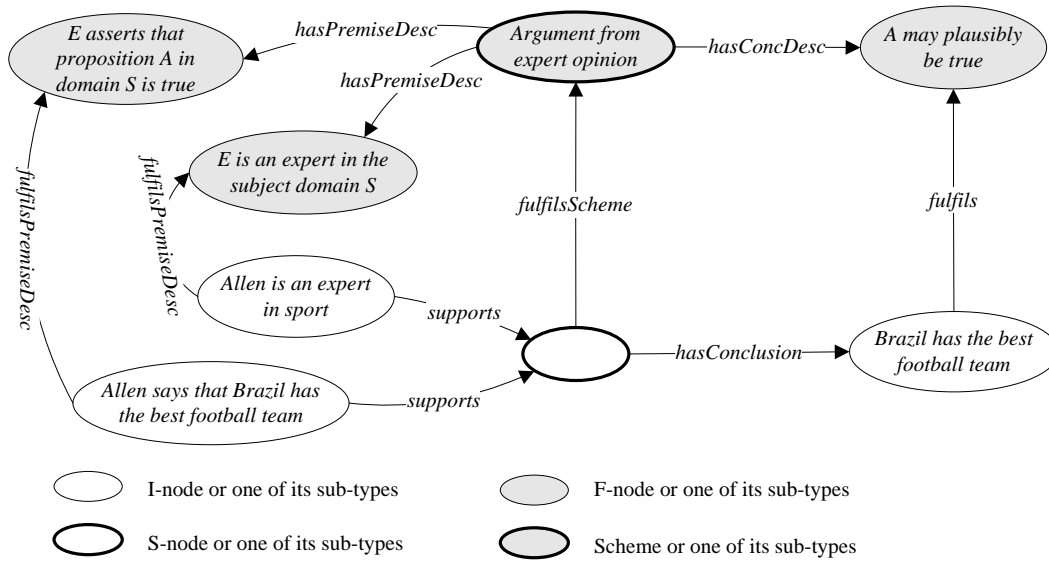 E asserts that
proposition A in
domain S is true
hasPremiseDesc
Argument from
expert opinion
hasConcDesc
A may plausibly
be true
hasPremiseDesc
E is an expert in the
subject domain S
fulfilsPremiseDesc
fulfilsPremiseDesc
fulfilsScheme
fulfils
Allen is an expert
in sport
supports
hasConclusion
Brazil has the best
football team
Allen says that Brazil has
the best football team
supports
I-node or one of its sub-types
F-node or one of its sub-types
S-node or one of its sub-types
Scheme or one of its sub-types